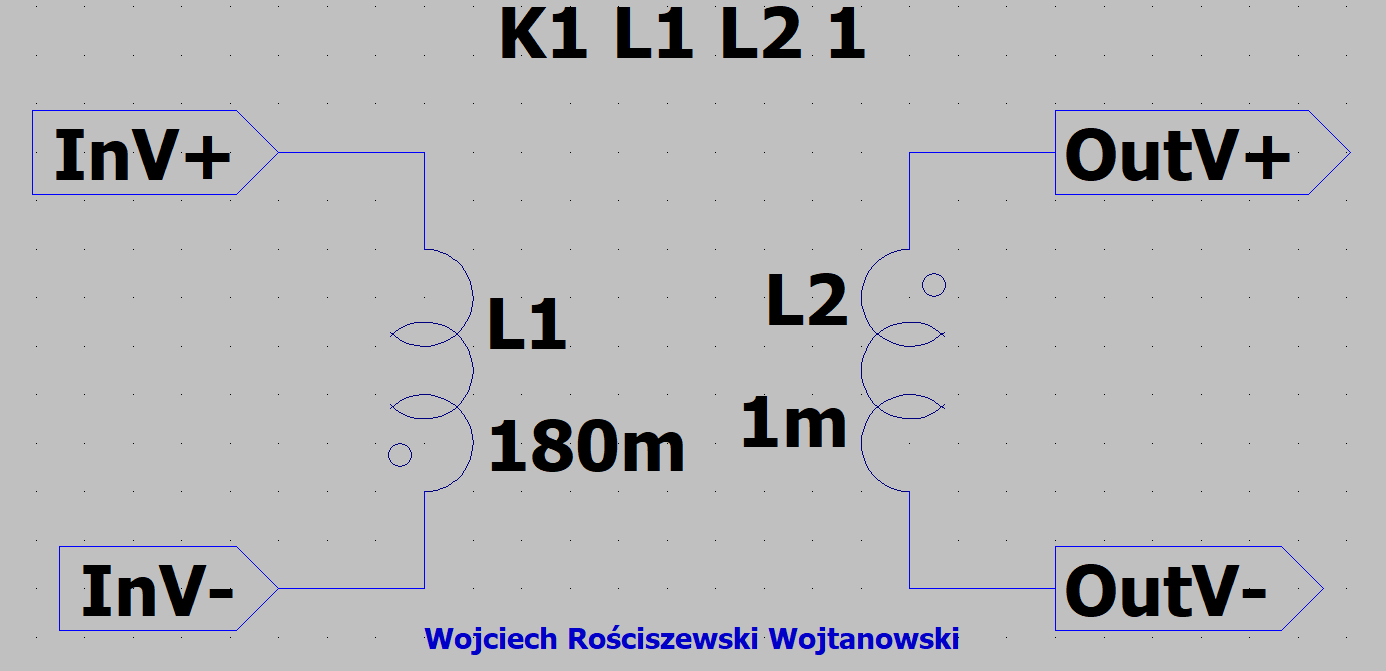 K1 L1 L2 1
InV+
OutV+
L1
L2
180m
1m
InV-
OutV-
Wojciech Rościszewski Wojtanowski